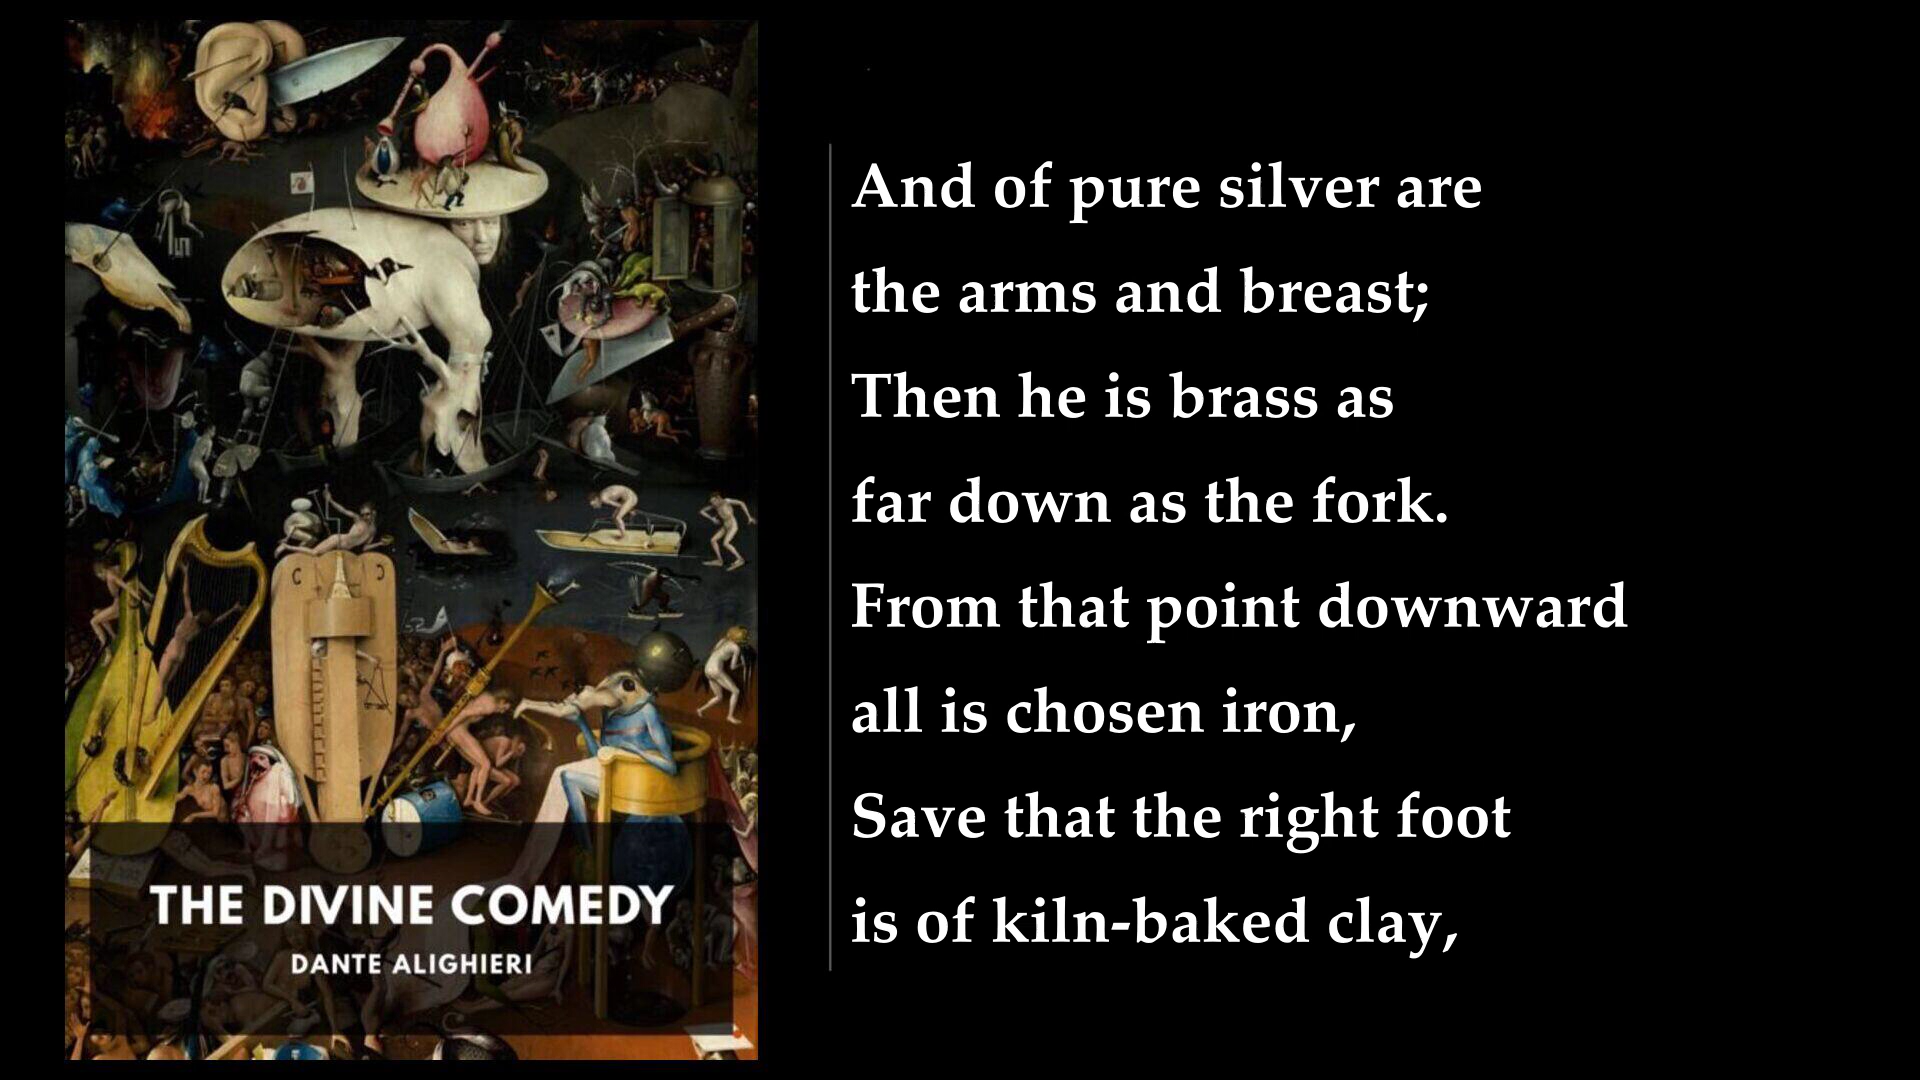 And of pure silver are
the arms and breast;
Then he is brass as
far down as the fork.
From that point downward
all is chosen iron,
Save that the right foot
is of kiln-baked clay,
THE DIVINE COMEDY
DANTE ALIGHIERI